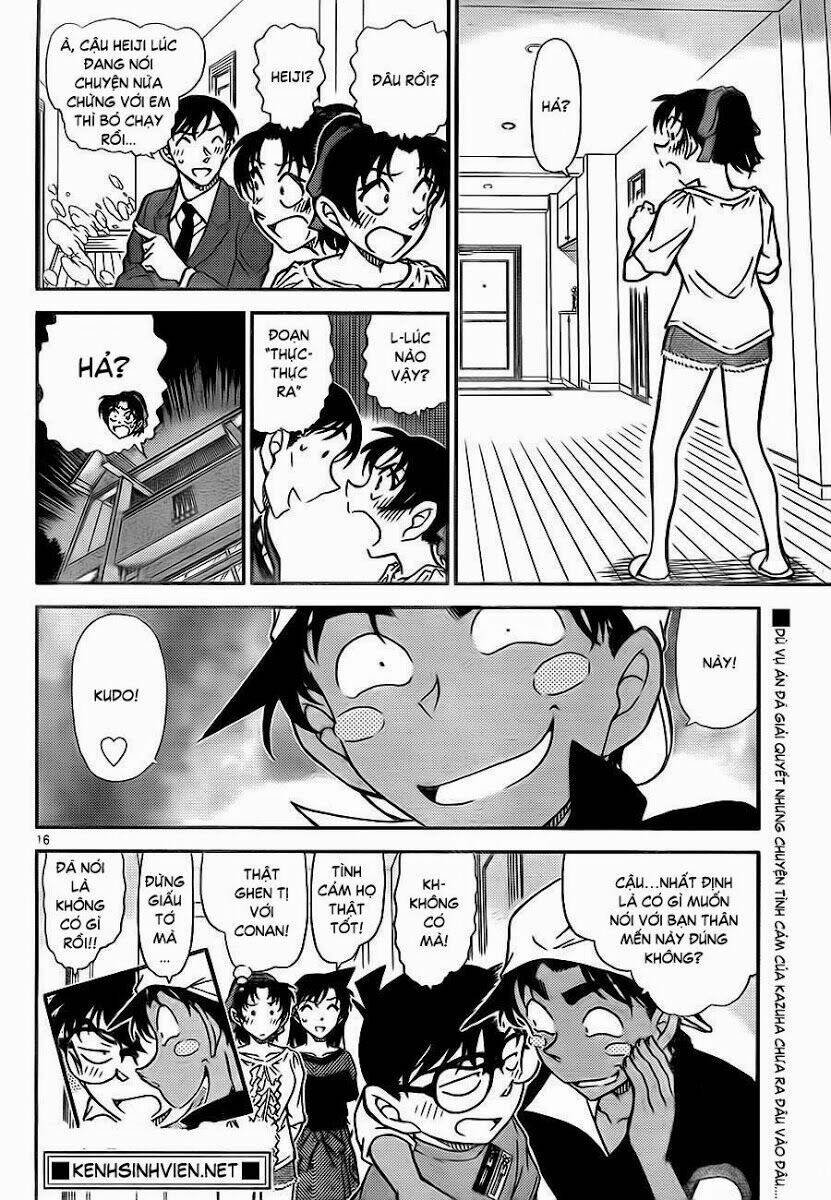 À, CẬU HEIJI LÚC
ĐANG NÓI
CHUYỆN NỬA
CHỪNG VỚI EM
THÌ BỎ CHẠY
RỒI...
HEIJI?
ĐÂU RỒI?
HẢ?
HẢ?
ĐOẠN
"THỰC-
THỰC
RA"
L-LÚC
NÀO
VẬY?
KUDO!
♡
NÀY!
16
■DÙ VỤ ÁN ĐÃ GIẢI QUYẾT NHƯNG CHUYỆN TÌNH CẢM CỦA KAZUHA CHƯA RA ĐÂU VÀO ĐÂU....
ĐÃ NÓI
LÀ
KHÔNG
CÓ GÌ
RỒI!!
ĐỪNG
GIẤU
TỚ
MÀ
...
THẬT
GHEN TỊ
VỚI
CONAN!
TÌNH
CẢM HỌ
THẬT
TỐT!
KH-
KHÔNG
CÓ
MÀ!
CẬU...NHẤT ĐỊNH
LÀ CÓ GÌ MUỐN
NÓI VỚI BẠN THÂN
MẾN NÀY ĐÚNG
KHÔNG?
■KENHSINHVIEN.NET■